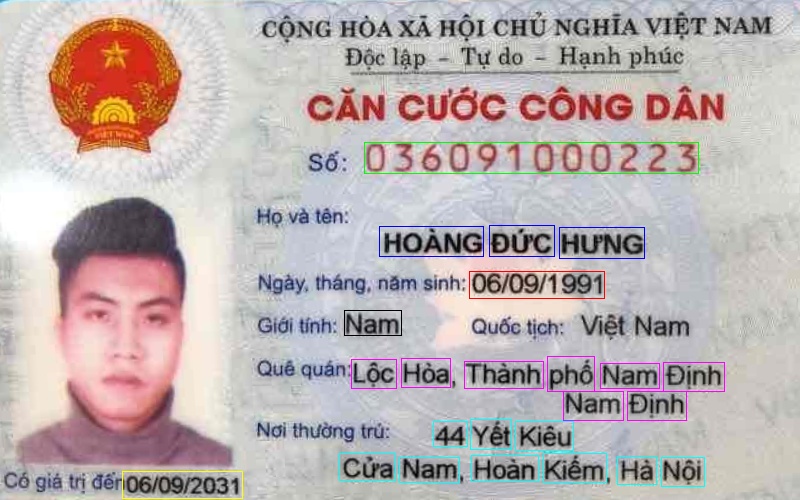 CỘNG HÒA XÃ HỘI CHỦ NGHĨA VIỆT NAM
Độc lập – Tự do – Hạnh phúc
CĂN CƯỚC CÔNG DÂN
Số: 036091000223
Họ và tên:
HOÀNG ĐỨC HƯNG
Ngày, tháng, năm sinh: 06/09/1991
Giới tính: Nam Quốc tịch: Việt Nam
Quê quán: Lộc Hòa, Thành phố Nam Định
Nam Định
Nơi thường trú: 44 Yết Kiêu
Cửa Nam, Hoàn Kiếm, Hà Nội
Có giá trị đến 06/09/2031